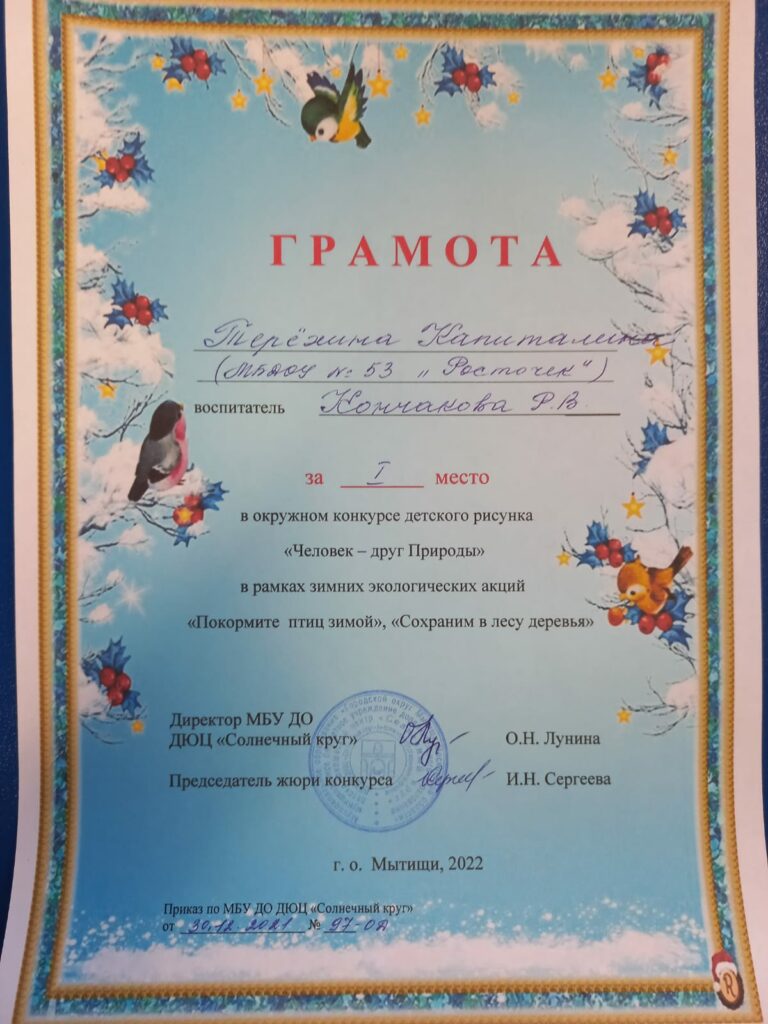 ГРАМОТА
Терёхина Капиталина
(МБДОУ № 53 „Росточек“)
воспитатель Кончакова Р.В.
за I место
в окружном конкурсе детского рисунка
«Человек – друг Природы»
в рамках зимних экологических акций
«Покормите птиц зимой», «Сохраним в лесу деревья»
Директор МБУ ДО
ДЮЦ «Солнечный круг» О.Н. Лунина
Председатель жюри конкурса И.Н. Сергеева
г. о. Мытищи, 2022
Приказ по МБУ ДО ДЮЦ «Солнечный круг»
от 30.12.2021 № 97-ОД
R